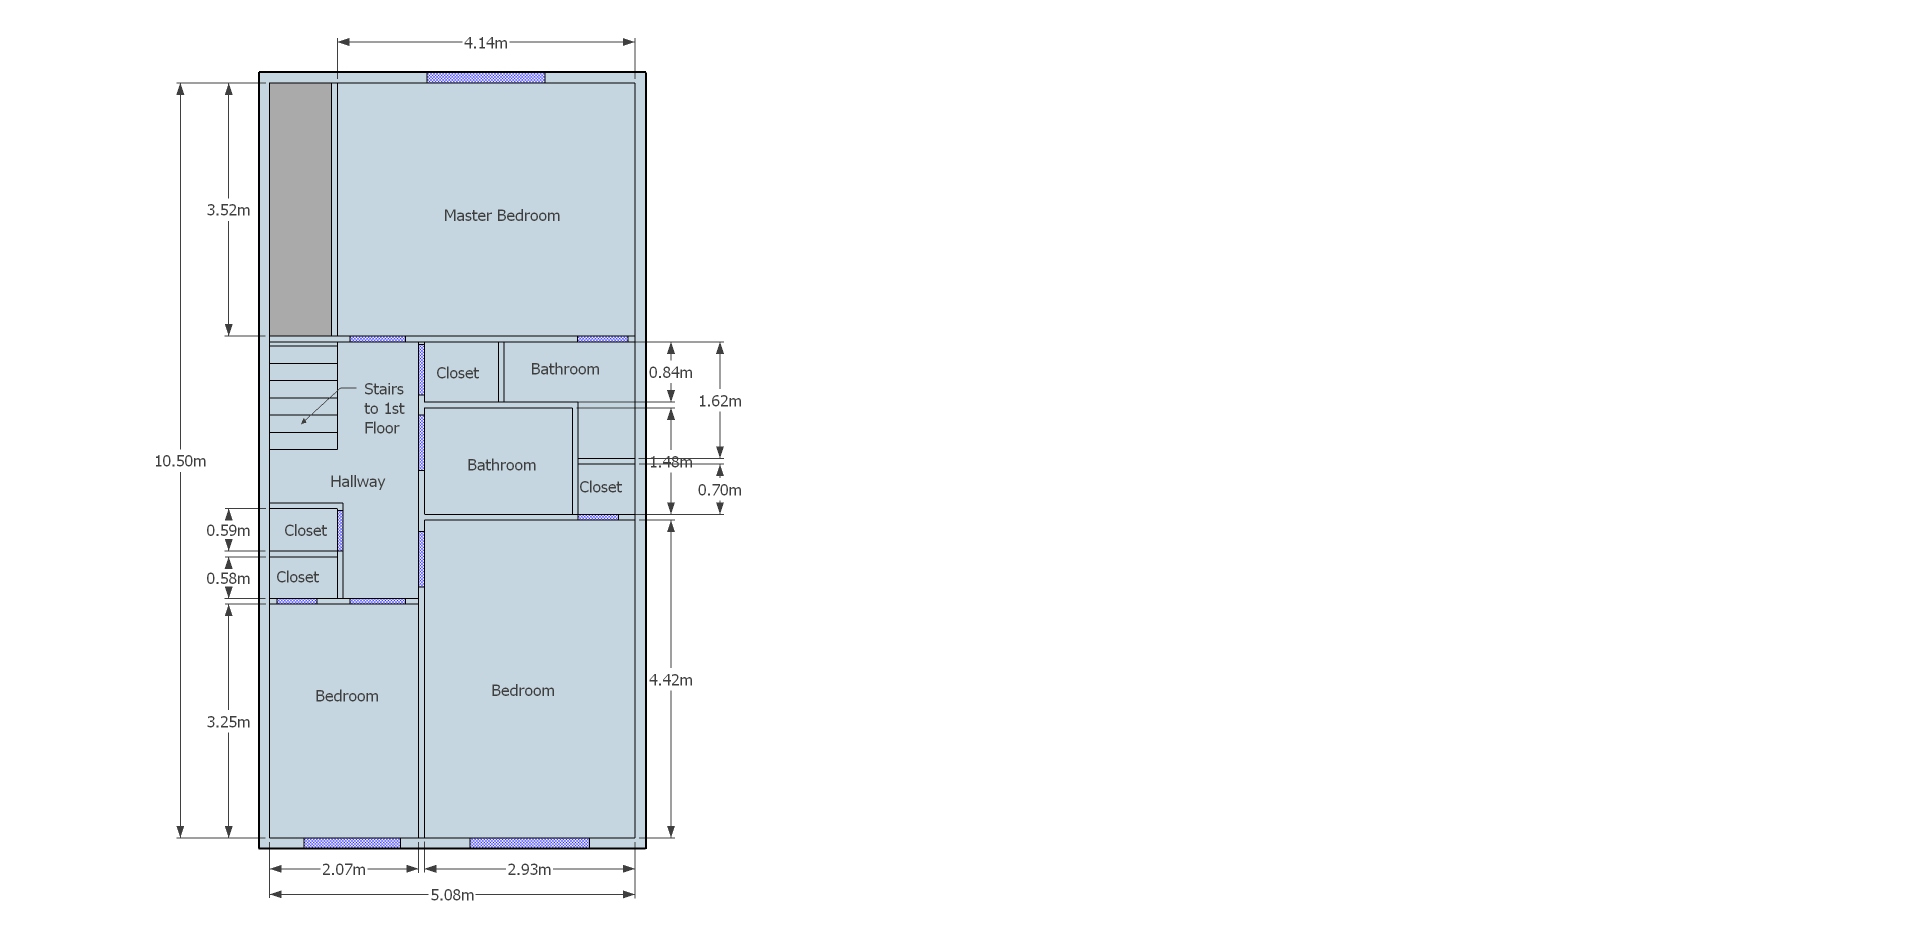 4.14m
3.52m
Master Bedroom
Closet
Bathroom
0.84m
Stairs
to 1st
Floor
1.62m
10.50m
Bathroom
1.48m
Hallway
Closet
0.70m
0.59m
Closet
0.58m
Closet
Bedroom
Bedroom
4.42m
3.25m
2.07m
2.93m
5.08m